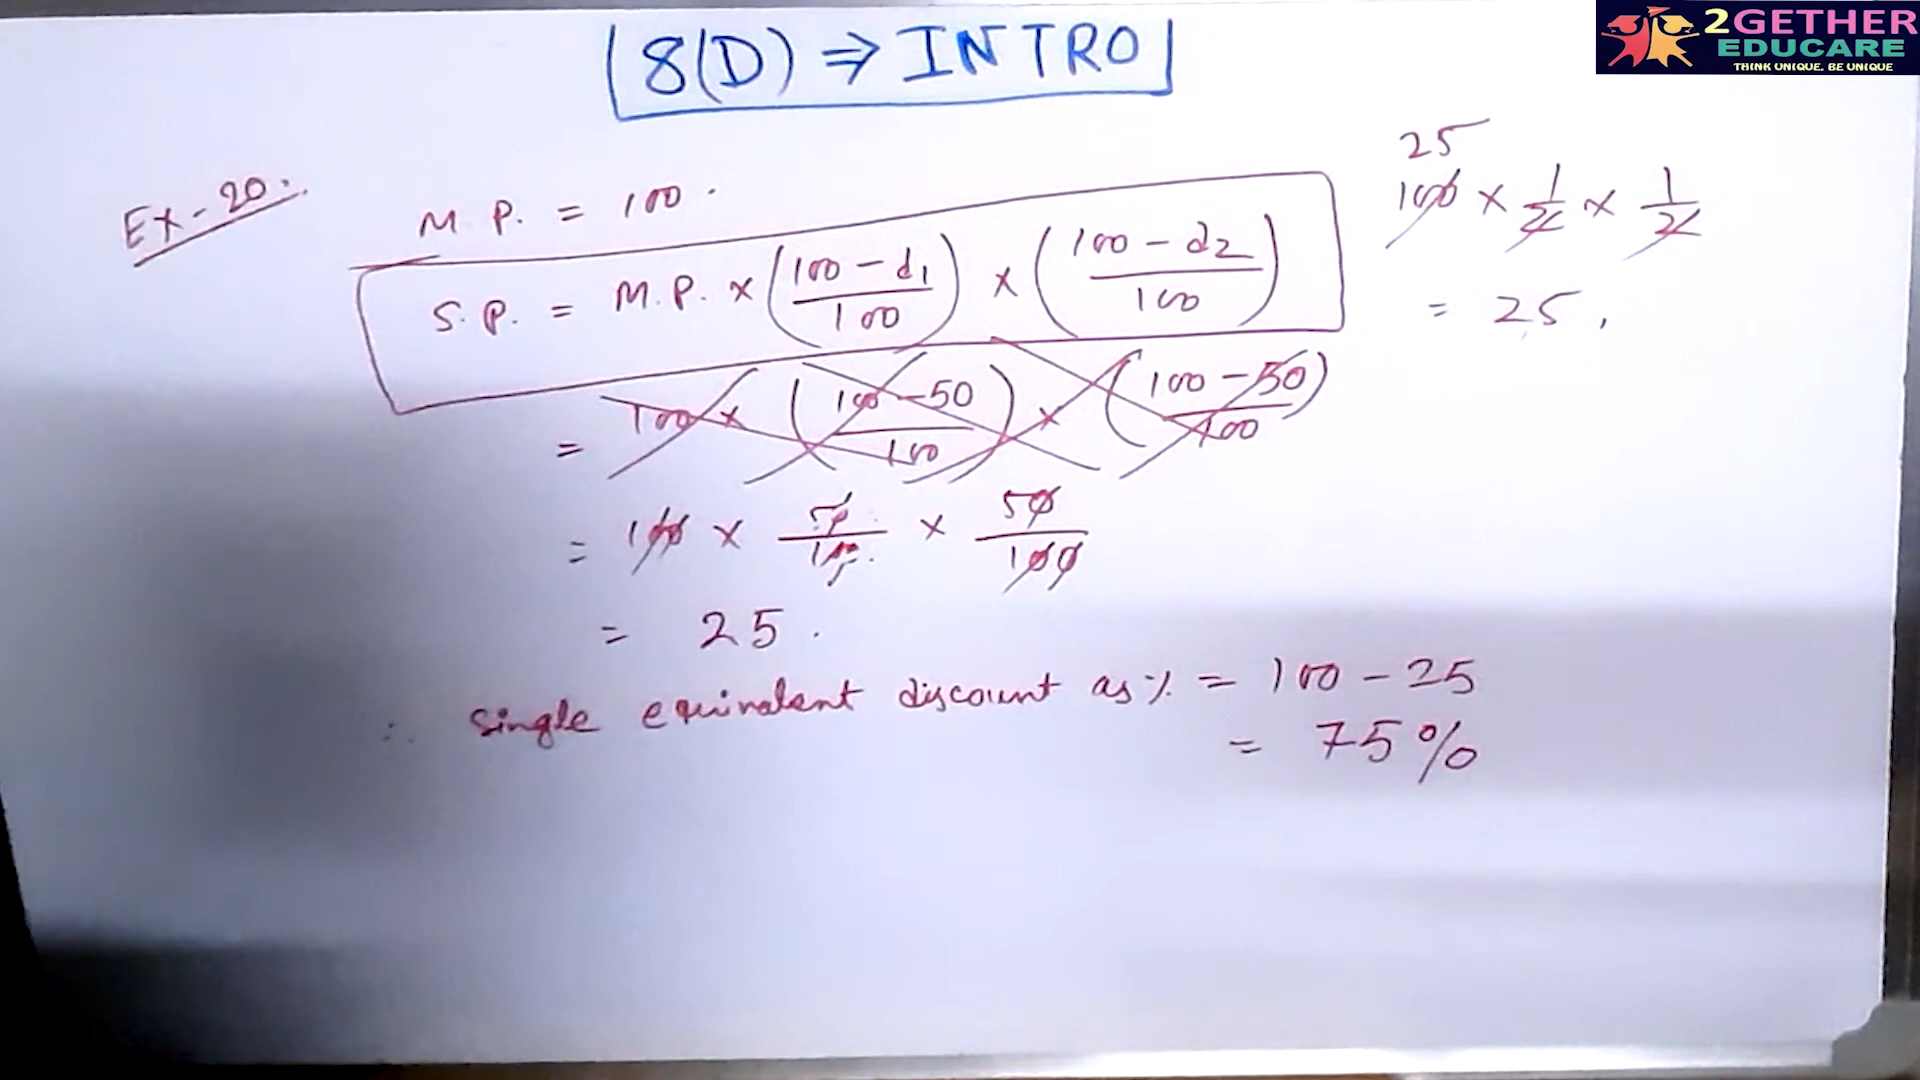 8(D) ⇒ INTRO
2GETHER
EDUCARE
THINK UNIQUE. BE UNIQUE
Ex-20:
M.P. = 100.
S.P. = M.P. × (100 - d1 / 100) × (100 - d2 / 100)
= 100 × (100 - 50 / 100) × (100 - 50 / 100)
= 100 × 50/100 × 50/100
= 25.
∴ Single equivalent discount as % = 100 - 25
= 75%
25
100 × 1/2 × 1/2
= 25.